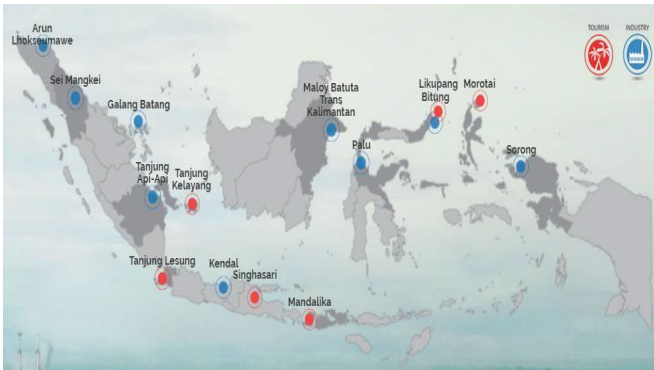 TOURISM
INDUSTRY
Arun
Lhokseumawe
Sei Mangkei
Galang Batang
Maloy Batuta
Trans
Kalimantan
Likupang
Bitung
Morotai
Palu
Sorong
Tanjung
Api-Api
Tanjung
Kelayang
Tanjung Lesung
Kendal
Singhasari
Mandalika